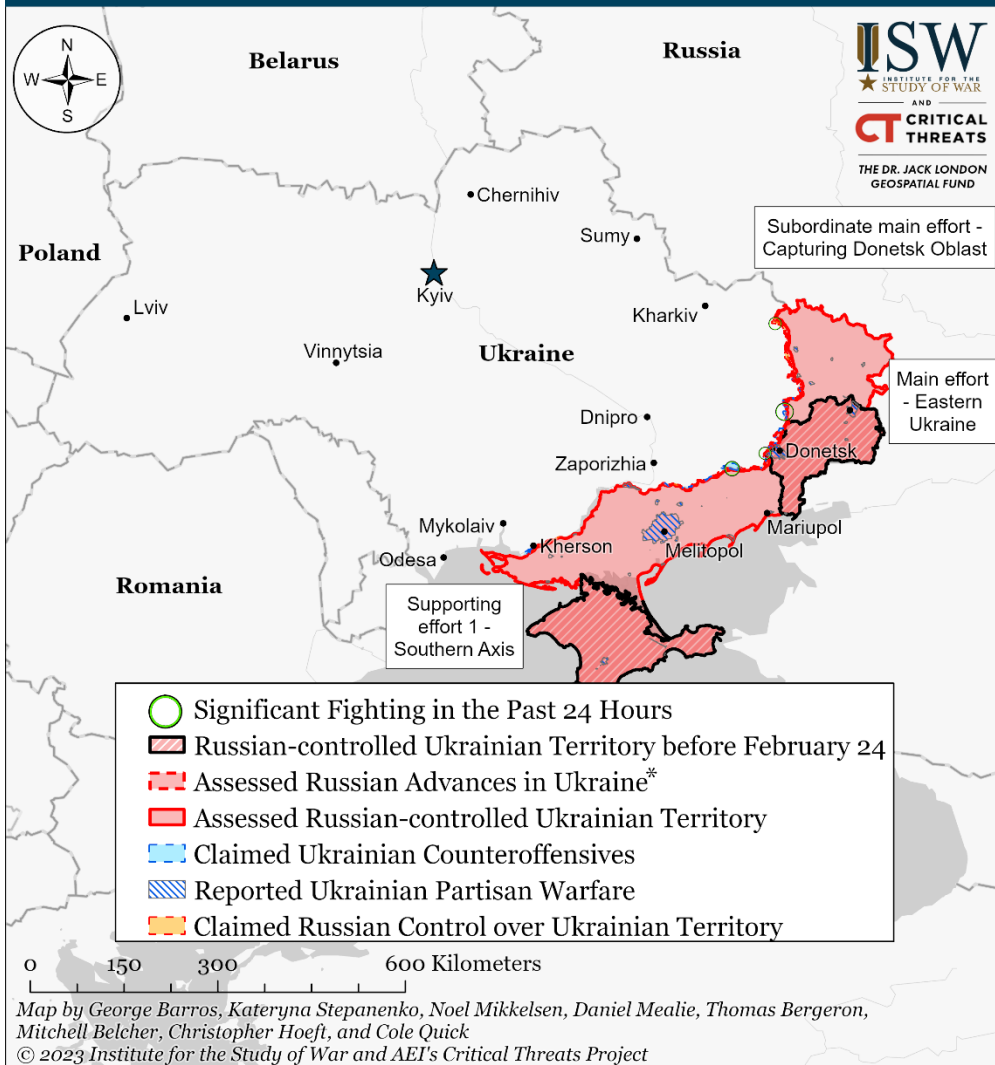 N
W
E
S
Belarus
Russia
ISW
INSTITUTE FOR THE
STUDY OF WAR
AND
CT CRITICAL
THREATS
THE DR. JACK LONDON
GEOSPATIAL FUND
Chernihiv
Sumy
Subordinate main effort -
Capturing Donetsk Oblast
Poland
Kyiv
Lviv
Kharkiv
Vinnytsia
Ukraine
Main effort
- Eastern
Ukraine
Dnipro
Donetsk
Zaporizhia
Mykolaiv
Mariupol
Kherson
Melitopol
Odesa
Romania
Supporting
effort 1 -
Southern Axis
Significant Fighting in the Past 24 Hours
Russian-controlled Ukrainian Territory before February 24
Assessed Russian Advances in Ukraine*
Assessed Russian-controlled Ukrainian Territory
Claimed Ukrainian Counteroffensives
Reported Ukrainian Partisan Warfare
Claimed Russian Control over Ukrainian Territory
0 150 300 600 Kilometers
Map by George Barros, Kateryna Stepanenko, Noel Mikkelsen, Daniel Mealie, Thomas Bergeron,
Mitchell Belcher, Christopher Hoeft, and Cole Quick
© 2023 Institute for the Study of War and AEI's Critical Threats Project